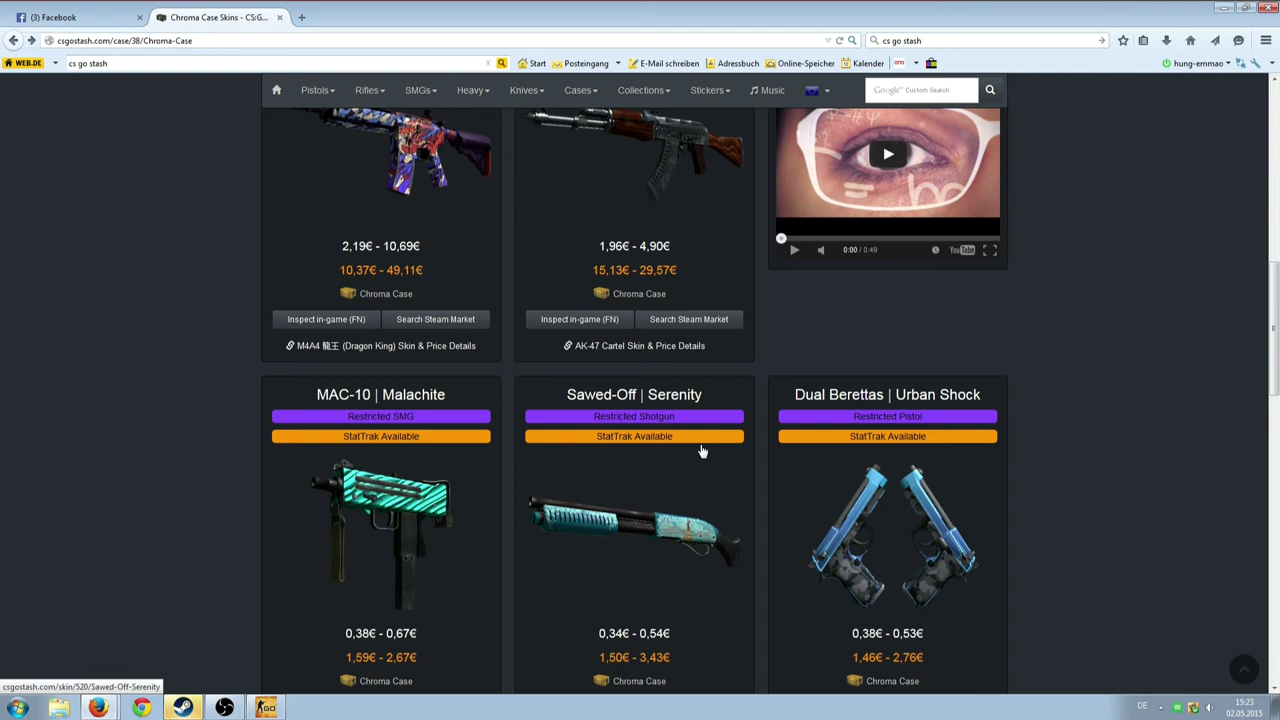 (3) Facebook
Chroma Case Skins - CS:G...
csgostash.com/case/38/Chroma-Case
cs go stash
WEB.DE
cs go stash
Start
Posteingang
E-Mail schreiben
Adressbuch
Online-Speicher
Kalender
hung-emmao
Pistols
Rifles
SMGs
Heavy
Knives
Cases
Collections
Stickers
Music
Google™ Custom Search
2,19€ - 10,69€
10,37€ - 49,11€
Chroma Case
Inspect in-game (FN)
Search Steam Market
M4A4 龍王 (Dragon King) Skin & Price Details
1,96€ - 4,90€
15,13€ - 29,57€
Chroma Case
Inspect in-game (FN)
Search Steam Market
AK-47 Cartel Skin & Price Details
0:00 / 0:49
YouTube
MAC-10 | Malachite
Restricted SMG
StatTrak Available
0,38€ - 0,67€
1,59€ - 2,67€
Chroma Case
Sawed-Off | Serenity
Restricted Shotgun
StatTrak Available
0,34€ - 0,54€
1,50€ - 3,43€
Chroma Case
Dual Berettas | Urban Shock
Restricted Pistol
StatTrak Available
0,38€ - 0,53€
1,46€ - 2,76€
Chroma Case
csgostash.com/skin/520/Sawed-Off-Serenity
DE
15:23
02.05.2015